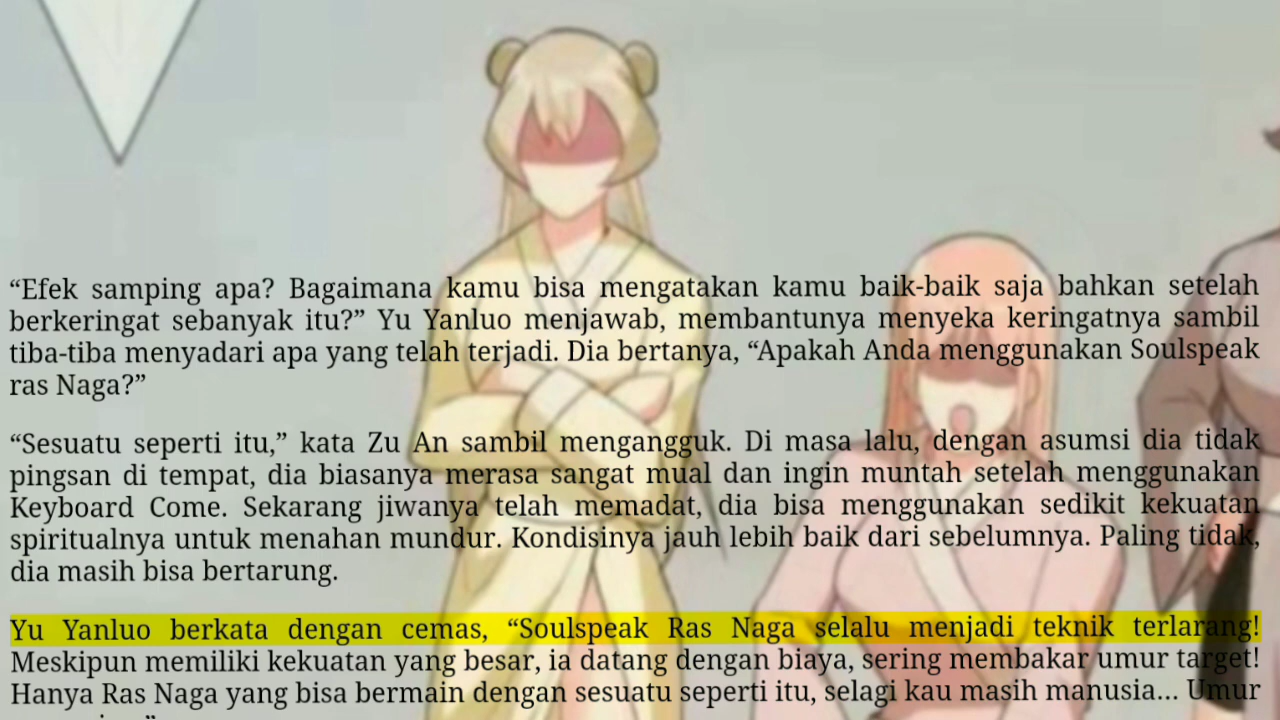 “Efek samping apa? Bagaimana kamu bisa mengatakan kamu baik-baik saja bahkan setelah
berkeringat sebanyak itu?” Yu Yanluo menjawab, membantunya menyeka keringatnya sambil
tiba-tiba menyadari apa yang telah terjadi. Dia bertanya, “Apakah Anda menggunakan Soulspeak
ras Naga?”
“Sesuatu seperti itu,” kata Zu An sambil mengangguk. Di masa lalu, dengan asumsi dia tidak
pingsan di tempat, dia biasanya merasa sangat mual dan ingin muntah setelah menggunakan
Keyboard Come. Sekarang jiwanya telah memadat, dia bisa menggunakan sedikit kekuatan
spiritualnya untuk menahan mundur. Kondisinya jauh lebih baik dari sebelumnya. Paling tidak,
dia masih bisa bertarung.
Yu Yanluo berkata dengan cemas, “Soulspeak Ras Naga selalu menjadi teknik terlarang!
Meskipun memiliki kekuatan yang besar, ia datang dengan biaya, sering membakar umur target!
Hanya Ras Naga yang bisa bermain dengan sesuatu seperti itu, selagi kau masih manusia... Umur